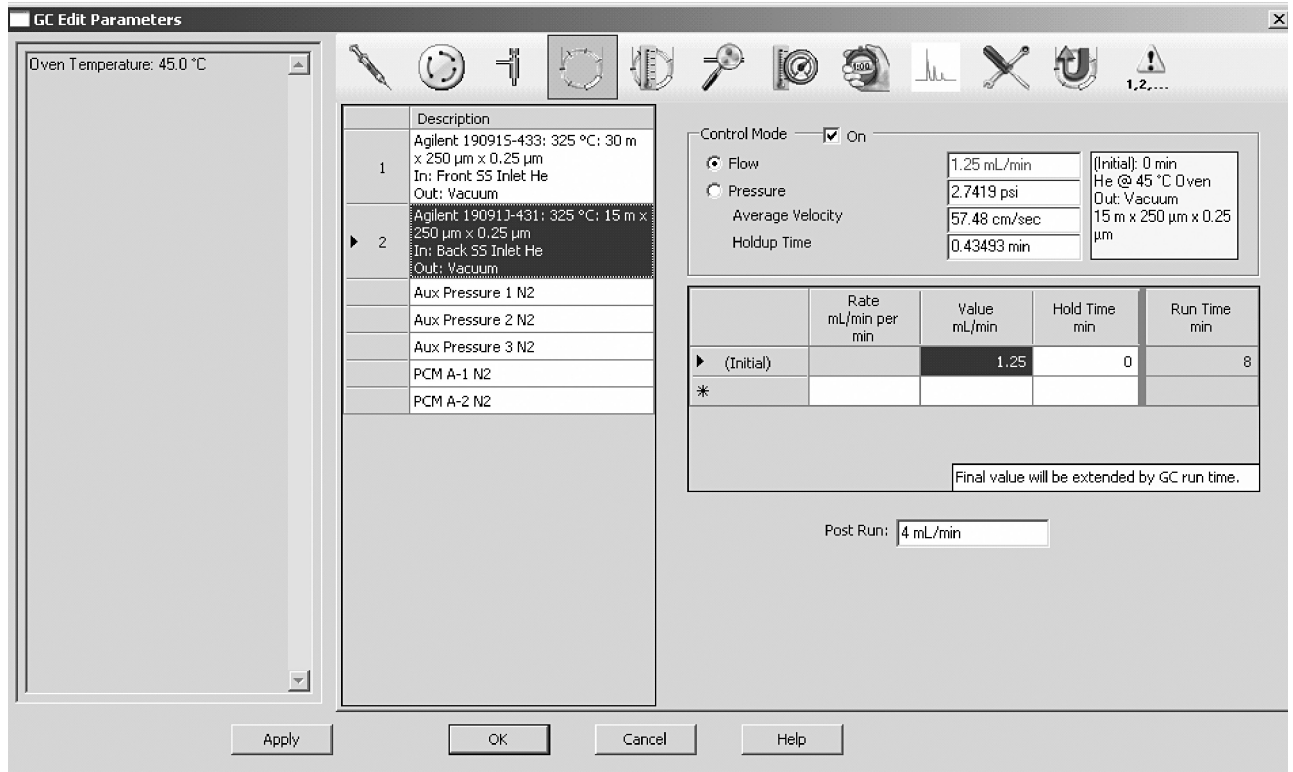 GC Edit Parameters
Oven Temperature: 45.0 °C
1:00
1,2,...
Description
1
Agilent 19091S-433: 325 °C: 30 m
x 250 µm x 0.25 µm
In: Front SS Inlet He
Out: Vacuum
2
Agilent 19091J-431: 325 °C: 15 m x
250 µm x 0.25 µm
In: Back SS Inlet He
Out: Vacuum
Aux Pressure 1 N2
Aux Pressure 2 N2
Aux Pressure 3 N2
PCM A-1 N2
PCM A-2 N2
Control Mode On
Flow 1.25 mL/min
Pressure 2.7419 psi
Average Velocity 57.48 cm/sec
Holdup Time 0.43493 min
(Initial): 0 min
He @ 45 °C Oven
Out: Vacuum
15 m x 250 µm x 0.25
µm
Rate
mL/min per
min
Value
mL/min
Hold Time
min
Run Time
min
(Initial) 1.25 0 8
*
Final value will be extended by GC run time.
Post Run: 4 mL/min
Apply OK Cancel Help